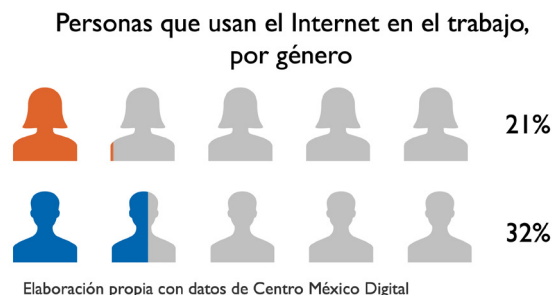 Personas que usan el Internet en el trabajo,
por género
21%
32%
Elaboración propia con datos de Centro México Digital